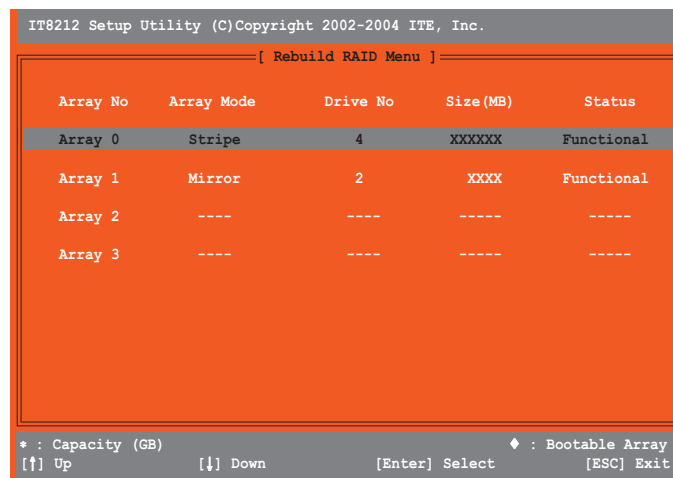 IT8212 Setup Utility (C)Copyright 2002-2004 ITE, Inc.
[ Rebuild RAID Menu ]
Array No Array Mode Drive No Size(MB) Status
Array 0 Stripe 4 XXXXXX Functional
Array 1 Mirror 2 XXXX Functional
Array 2 ---- ---- ----- -----
Array 3 ---- ---- ----- -----
* : Capacity (GB) ♦ : Bootable Array
[↑] Up [↓] Down [Enter] Select [ESC] Exit